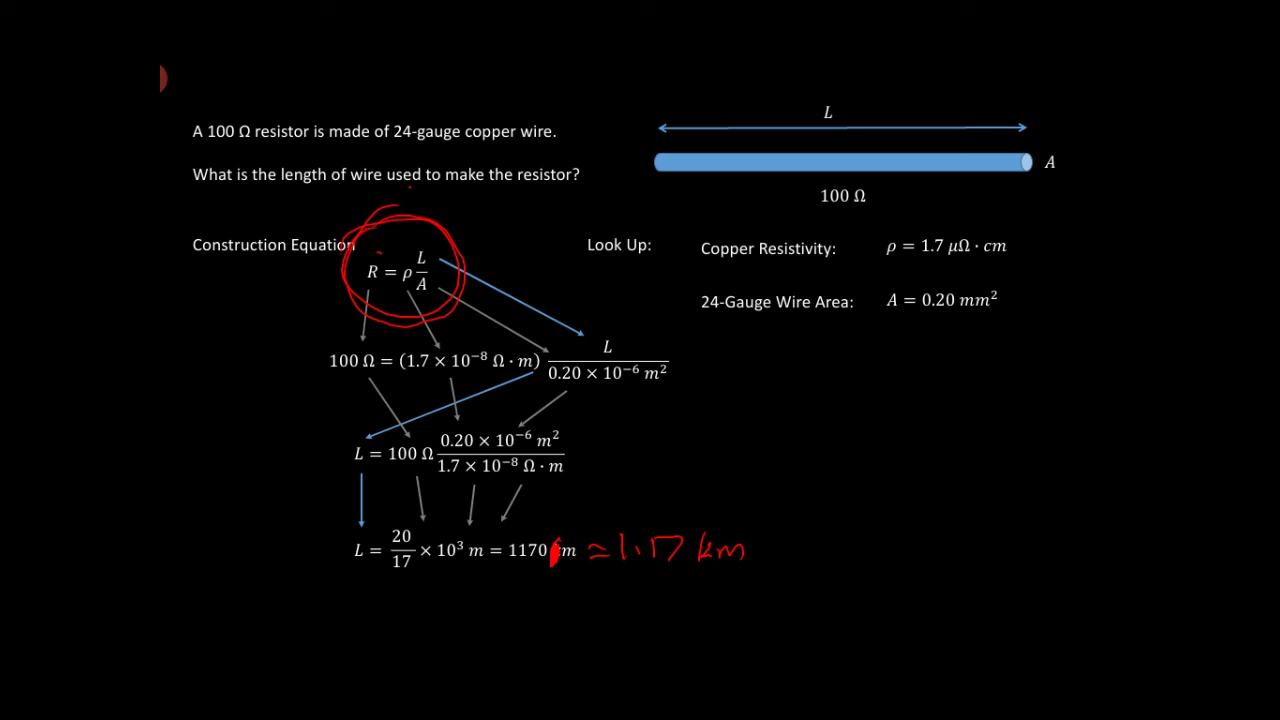 A 100 Ω resistor is made of 24-gauge copper wire.
What is the length of wire used to make the resistor?
L
A
100 Ω
Construction Equation
R = ρ L/A
Look Up:
Copper Resistivity: ρ = 1.7 μΩ · cm
24-Gauge Wire Area: A = 0.20 mm²
100 Ω = (1.7 × 10⁻⁸ Ω · m) L/(0.20 × 10⁻⁶ m²)
L = 100 Ω (0.20 × 10⁻⁶ m²)/(1.7 × 10⁻⁸ Ω · m)
L = 20/17 × 10³ m = 1170 m ≃ 1.17 km